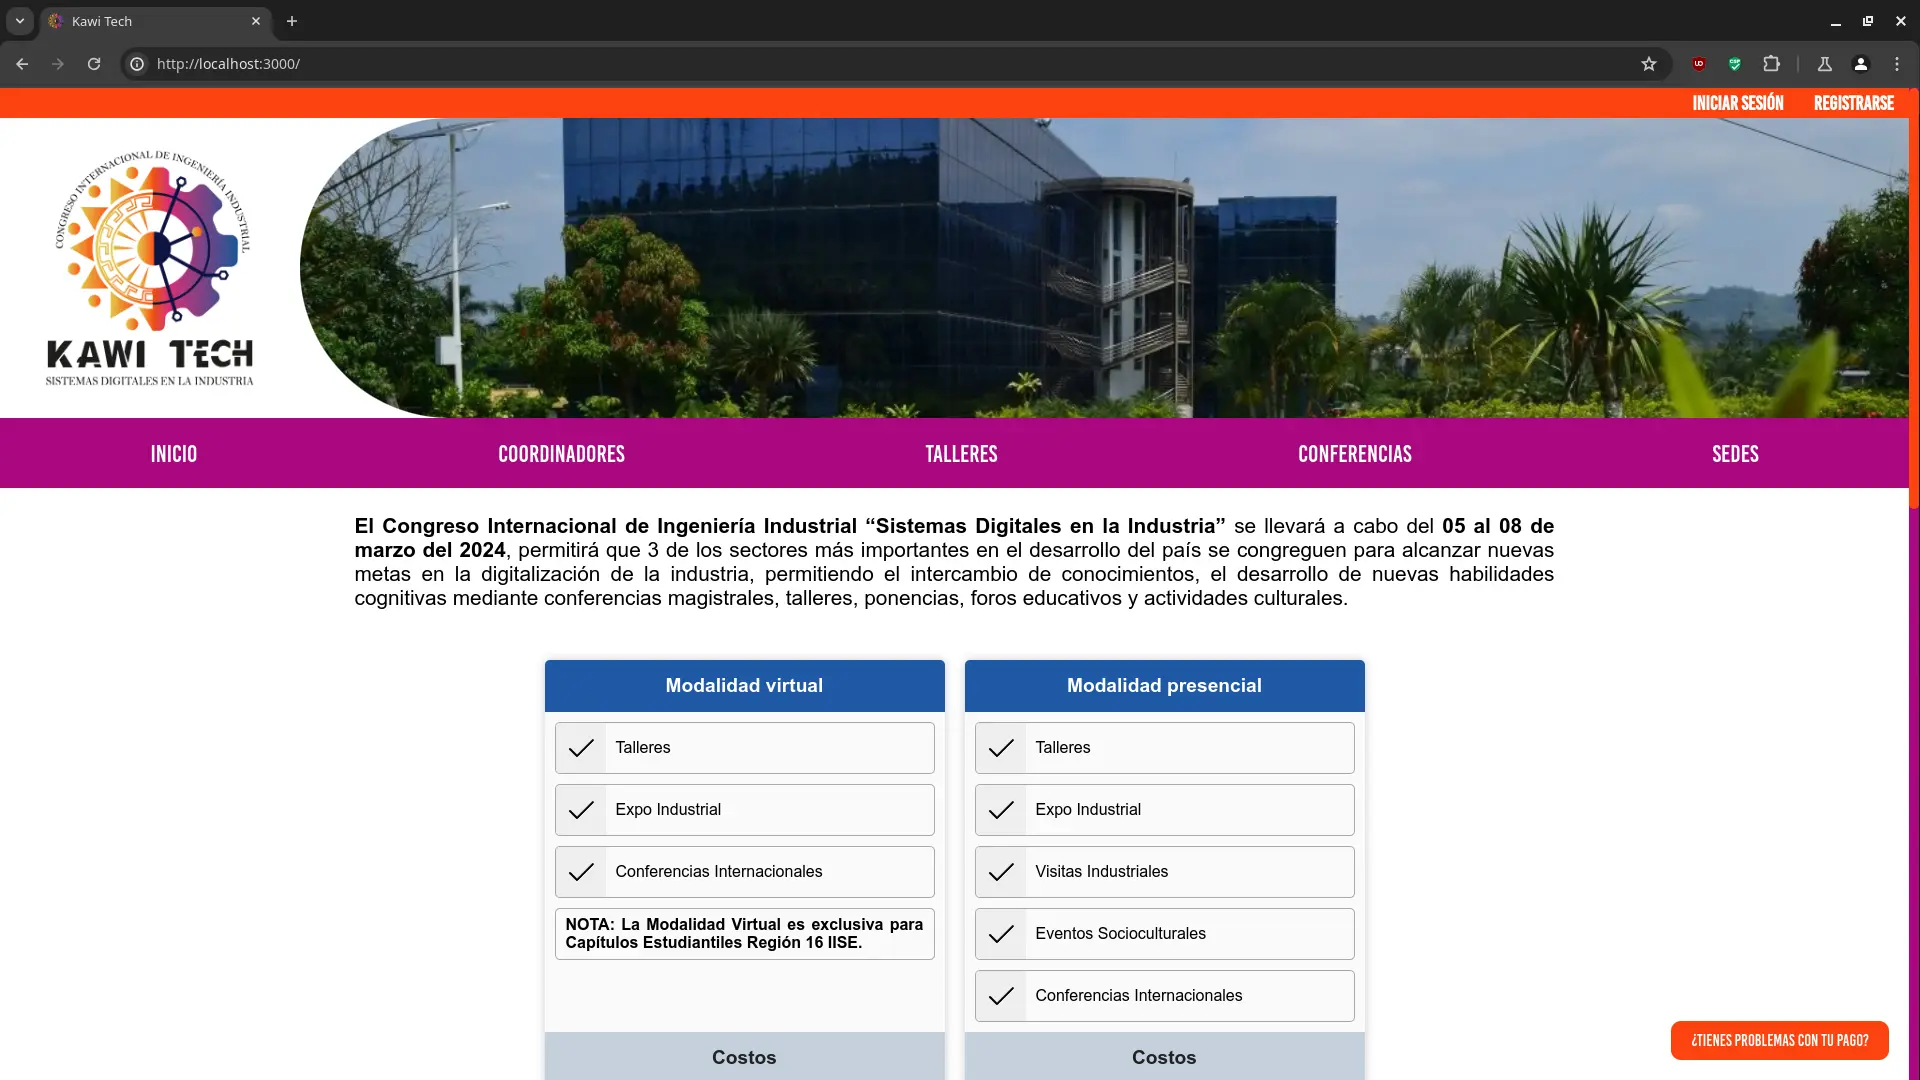 Kawi Tech
http://localhost:3000/
INICIAR SESIÓN
REGISTRARSE
CONGRESO INTERNACIONAL DE INGENIERÍA INDUSTRIAL
KAWI TECH
SISTEMAS DIGITALES EN LA INDUSTRIA
INICIO
COORDINADORES
TALLERES
CONFERENCIAS
SEDES
El Congreso Internacional de Ingeniería Industrial “Sistemas Digitales en la Industria” se llevará a cabo del 05 al 08 de
marzo del 2024, permitirá que 3 de los sectores más importantes en el desarrollo del país se congreguen para alcanzar nuevas
metas en la digitalización de la industria, permitiendo el intercambio de conocimientos, el desarrollo de nuevas habilidades
cognitivas mediante conferencias magistrales, talleres, ponencias, foros educativos y actividades culturales.
Modalidad virtual
Talleres
Expo Industrial
Conferencias Internacionales
NOTA: La Modalidad Virtual es exclusiva para
Capítulos Estudiantiles Región 16 IISE.
Costos
Modalidad presencial
Talleres
Expo Industrial
Visitas Industriales
Eventos Socioculturales
Conferencias Internacionales
Costos
¿TIENES PROBLEMAS CON TU PAGO?